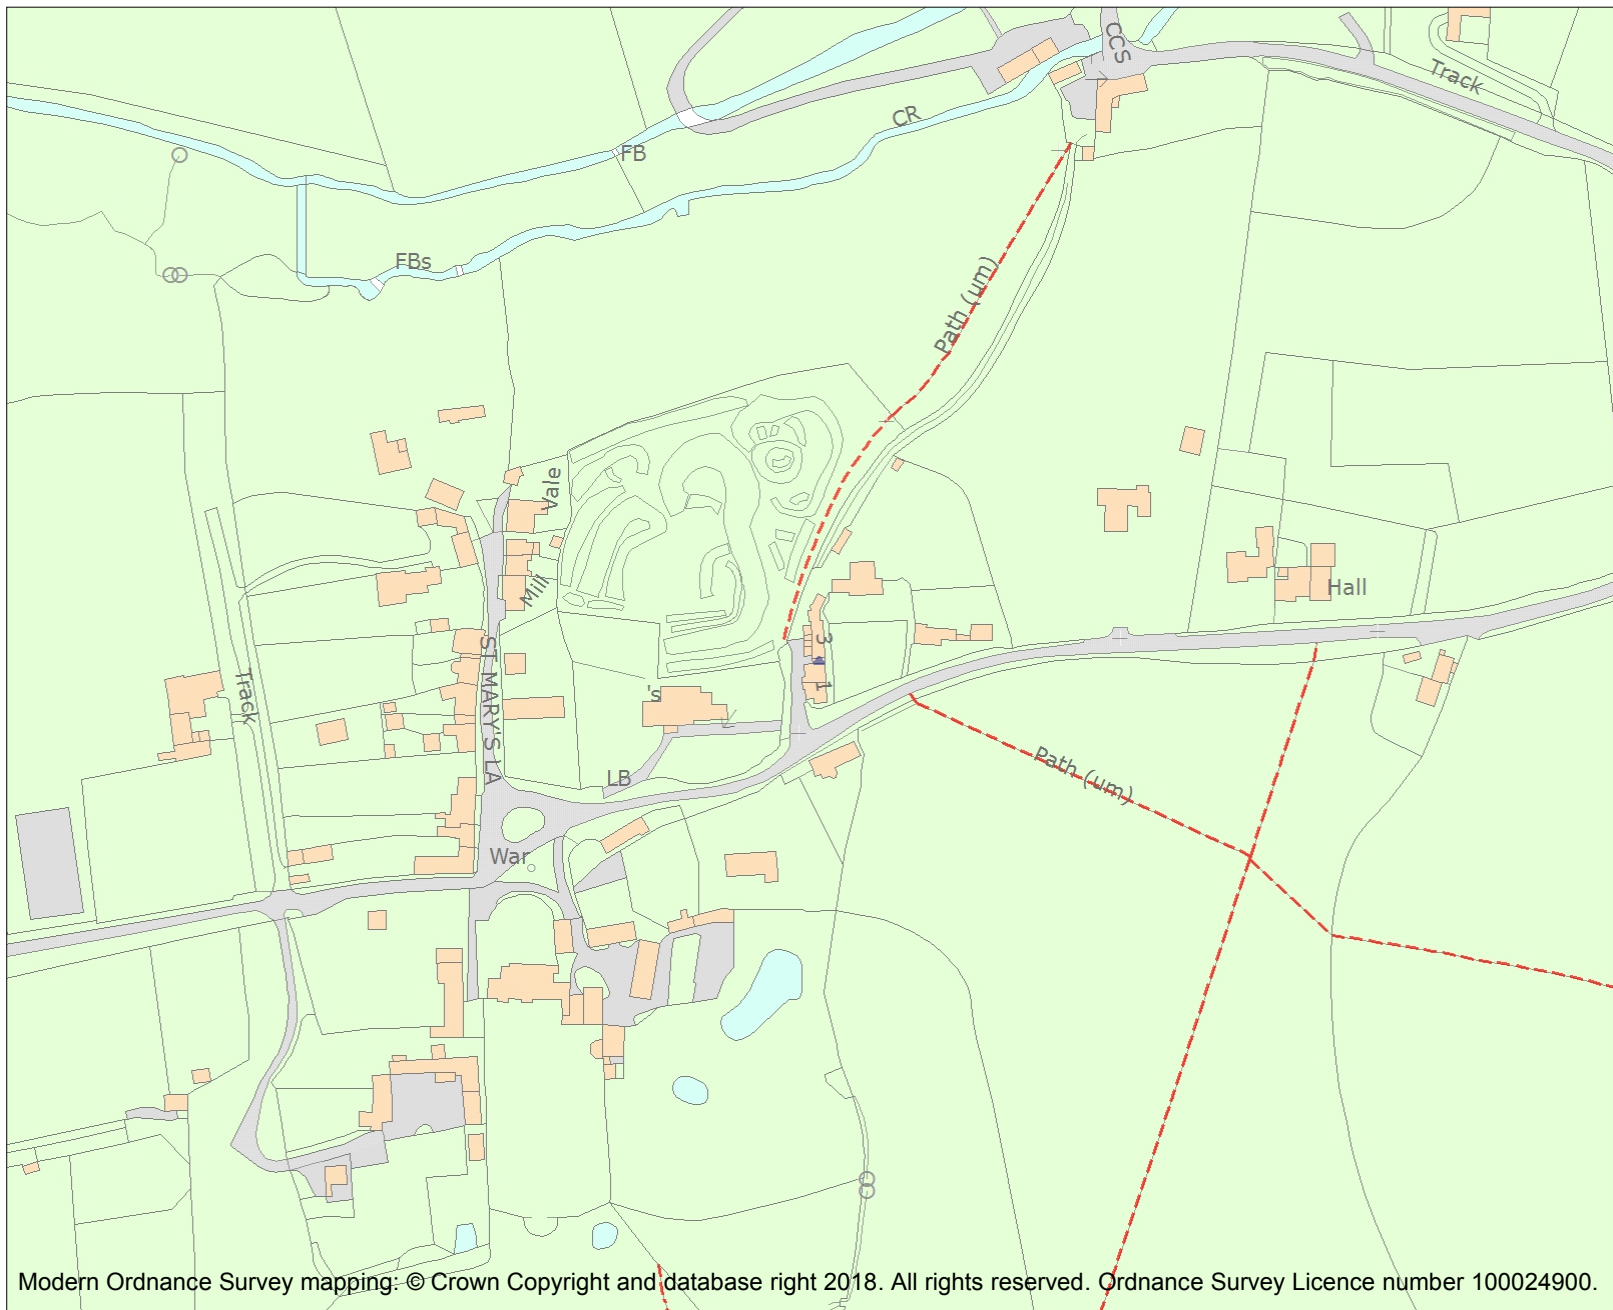 CCS
Track
CR
FB
FBs
Path (um)
Vale
Mill
Hall
3
1
ST MARY'S LA
Track
's
LB
Path (um)
War
Modern Ordnance Survey mapping: © Crown Copyright and database right 2018. All rights reserved. Ordnance Survey Licence number 100024900.